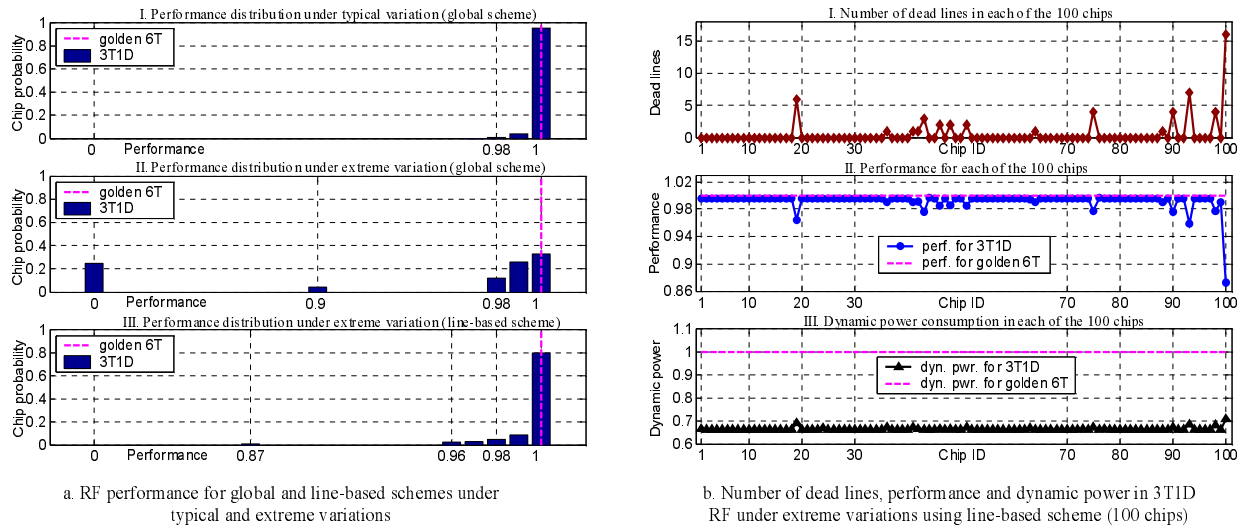 I. Performance distribution under typical variation (global scheme)
Chip probability
1
0.8
0.6
0.4
0.2
0
golden 6T
3T1D
0 Performance 0.98 1
II. Performance distribution under extreme variation (global scheme)
Chip probability
1
0.8
0.6
0.4
0.2
0
golden 6T
3T1D
0 Performance 0.9 0.98 1
III. Performance distribution under extreme variation (line-based scheme)
Chip probability
1
0.8
0.6
0.4
0.2
0
golden 6T
3T1D
0 Performance 0.87 0.96 0.98 1
a. RF performance for global and line-based schemes under
typical and extreme variations
I. Number of dead lines in each of the 100 chips
Dead lines
15
10
5
0
1 10 20 30 Chip ID 70 80 90 100
II. Performance for each of the 100 chips
Performance
1.02
0.98
0.94
0.9
0.86
perf. for 3T1D
perf. for golden 6T
1 10 20 30 Chip ID 70 80 90 100
III. Dynamic power consumption in each of the 100 chips
Dynamic power
1.1
1
0.9
0.8
0.7
0.6
dyn. pwr. for 3T1D
dyn. pwr. for golden 6T
1 10 20 30 Chip ID 70 80 90 100
b. Number of dead lines, performance and dynamic power in 3T1D
RF under extreme variations using line-based scheme (100 chips)